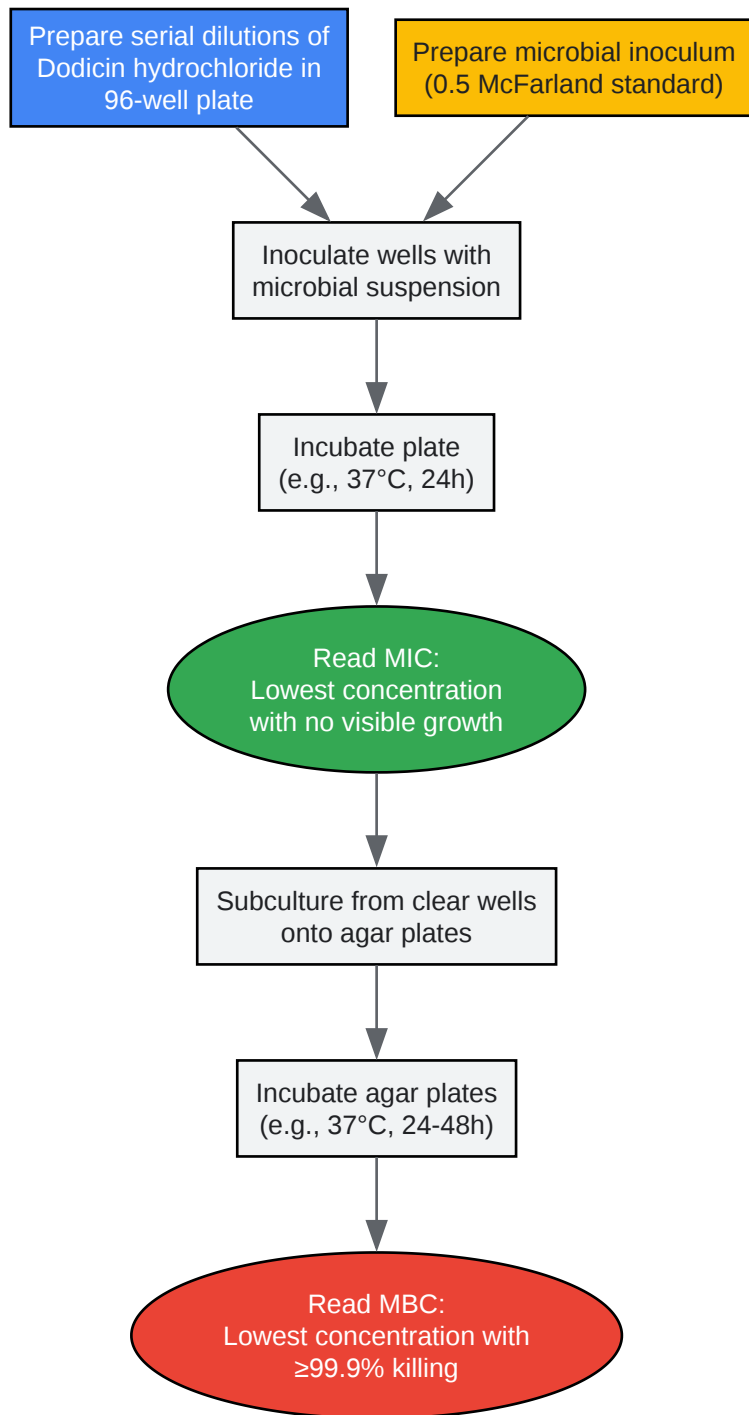 Prepare serial dilutions of
Dodicin hydrochloride in
96-well plate
Prepare microbial inoculum
(0.5 McFarland standard)
Inoculate wells with
microbial suspension
Incubate plate
(e.g., 37°C, 24h)
Read MIC:
Lowest concentration
with no visible growth
Subculture from clear wells
onto agar plates
Incubate agar plates
(e.g., 37°C, 24-48h)
Read MBC:
Lowest concentration with
≥99.9% killing